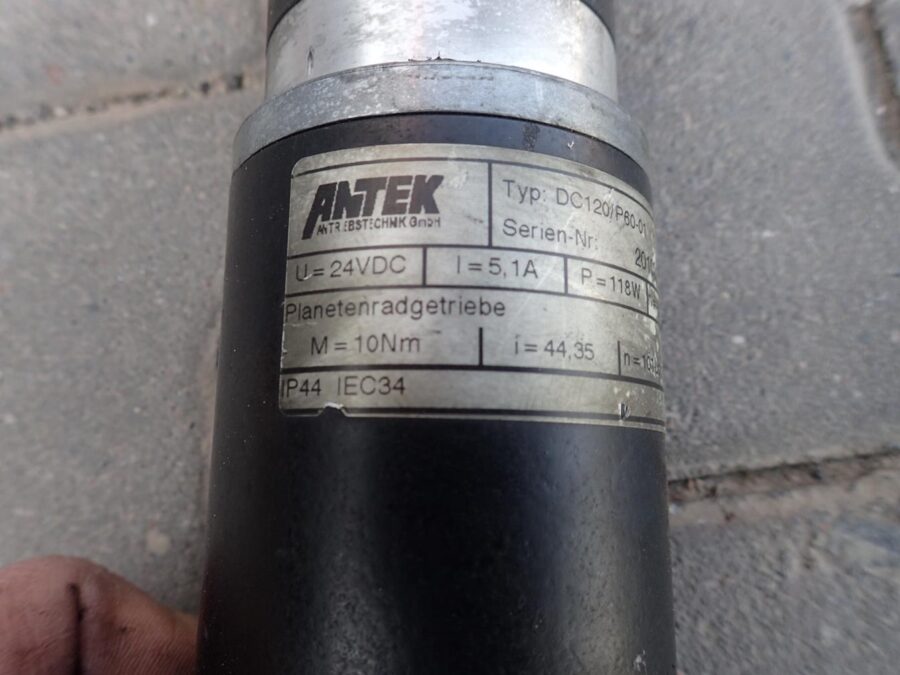 ANTEK
ANTRIEBSTECHNIK GmbH
Typ: DC120/P60-01
Serien-Nr:
U = 24VDC
I = 5,1A
P = 118W
Planetenradgetriebe
M = 10Nm
i = 44,35
IP44 IEC34